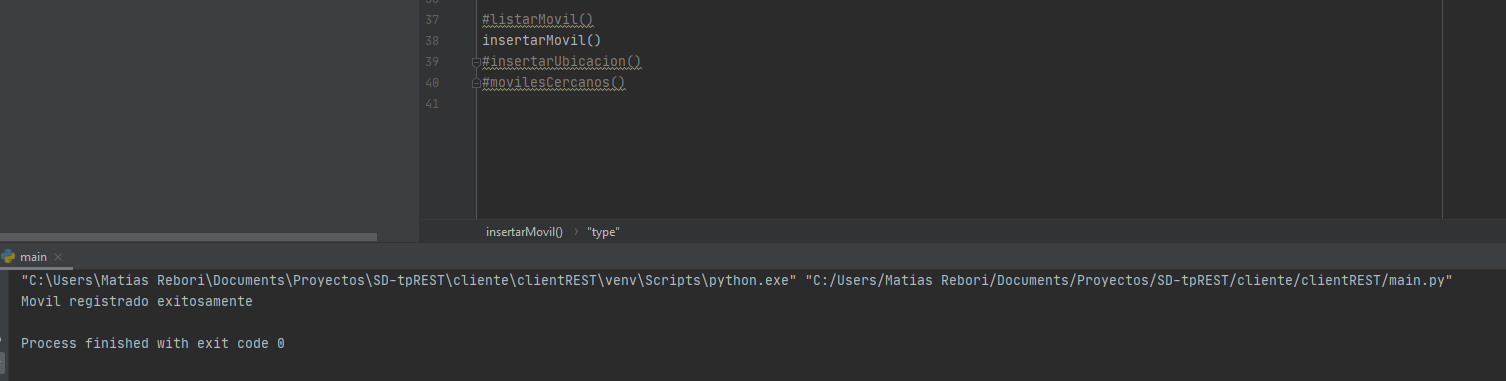 37 #listarMovil()
38 insertarMovil()
39 #insertarUbicacion()
40 #movilesCercanos()
41
insertarMovil() › "type"
main ×
"C:\Users\Matias Rebori\Documents\Proyectos\SD-tpREST\cliente\clientREST\venv\Scripts\python.exe" "C:/Users/Matias Rebori/Documents/Proyectos/SD-tpREST/cliente/clientREST/main.py"
Movil registrado exitosamente
Process finished with exit code 0